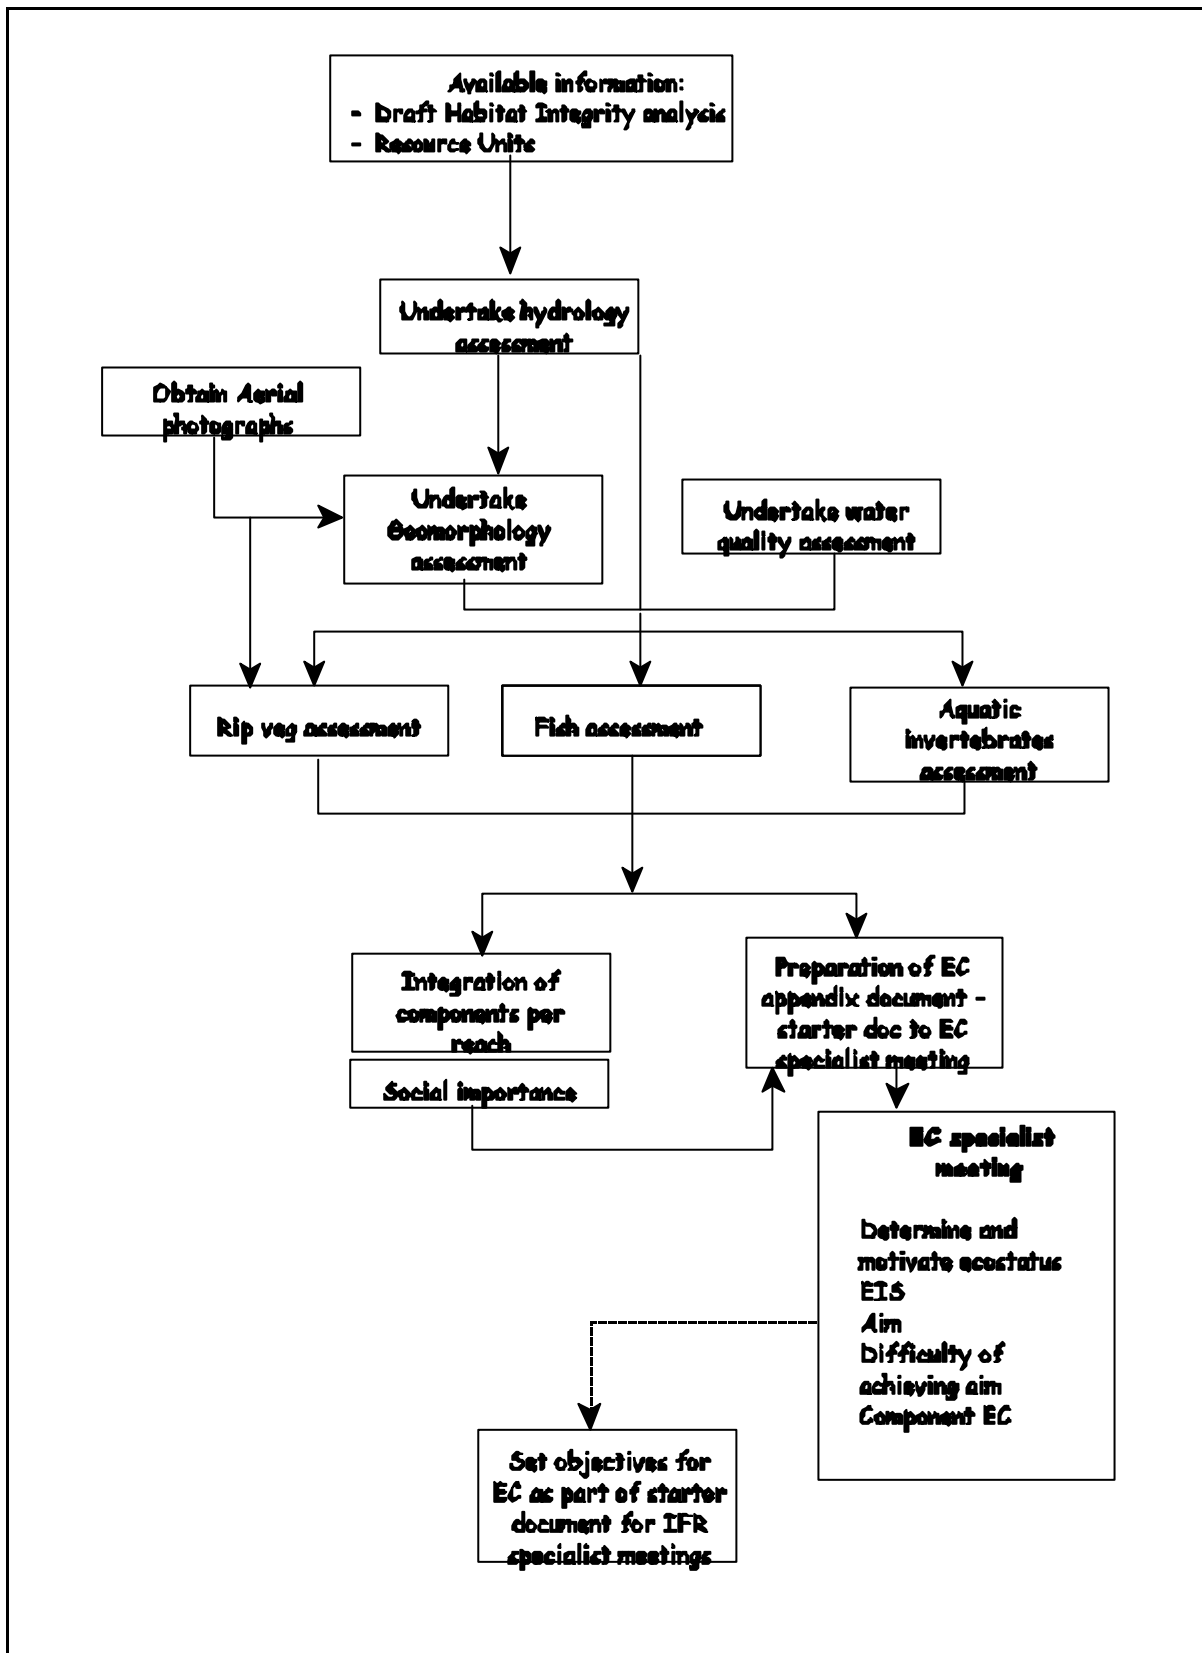 Available information:
- Draft Habitat Integrity analysis
- Resource Units
Undertake hydrology
assessment
Obtain Aerial
photographs
Undertake
Geomorphology
assessment
Undertake water
quality assessment
Rip veg assessment
Fish assessment
Aquatic
invertebrates
assessment
Integration of
components per
reach
Social importance
Preparation of EC
appendix document -
starter doc to EC
specialist meeting
EC specialist
meeting
Determine and
motivate ecostatus
EIS
Aim
Difficulty of
achieving aim
Component EC
Set objectives for
EC as part of starter
document for IFR
specialist meetings